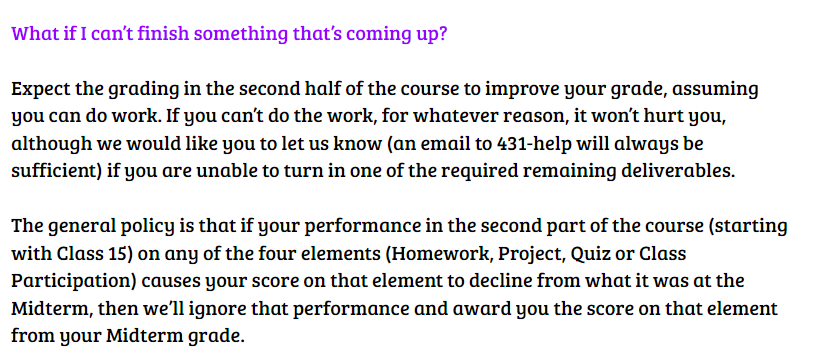 What if I can't finish something that's coming up?
Expect the grading in the second half of the course to improve your grade, assuming
you can do work. If you can't do the work, for whatever reason, it won't hurt you,
although we would like you to let us know (an email to 431-help will always be
sufficient) if you are unable to turn in one of the required remaining deliverables.
The general policy is that if your performance in the second part of the course (starting
with Class 15) on any of the four elements (Homework, Project, Quiz or Class
Participation) causes your score on that element to decline from what it was at the
Midterm, then we'll ignore that performance and award you the score on that element
from your Midterm grade.